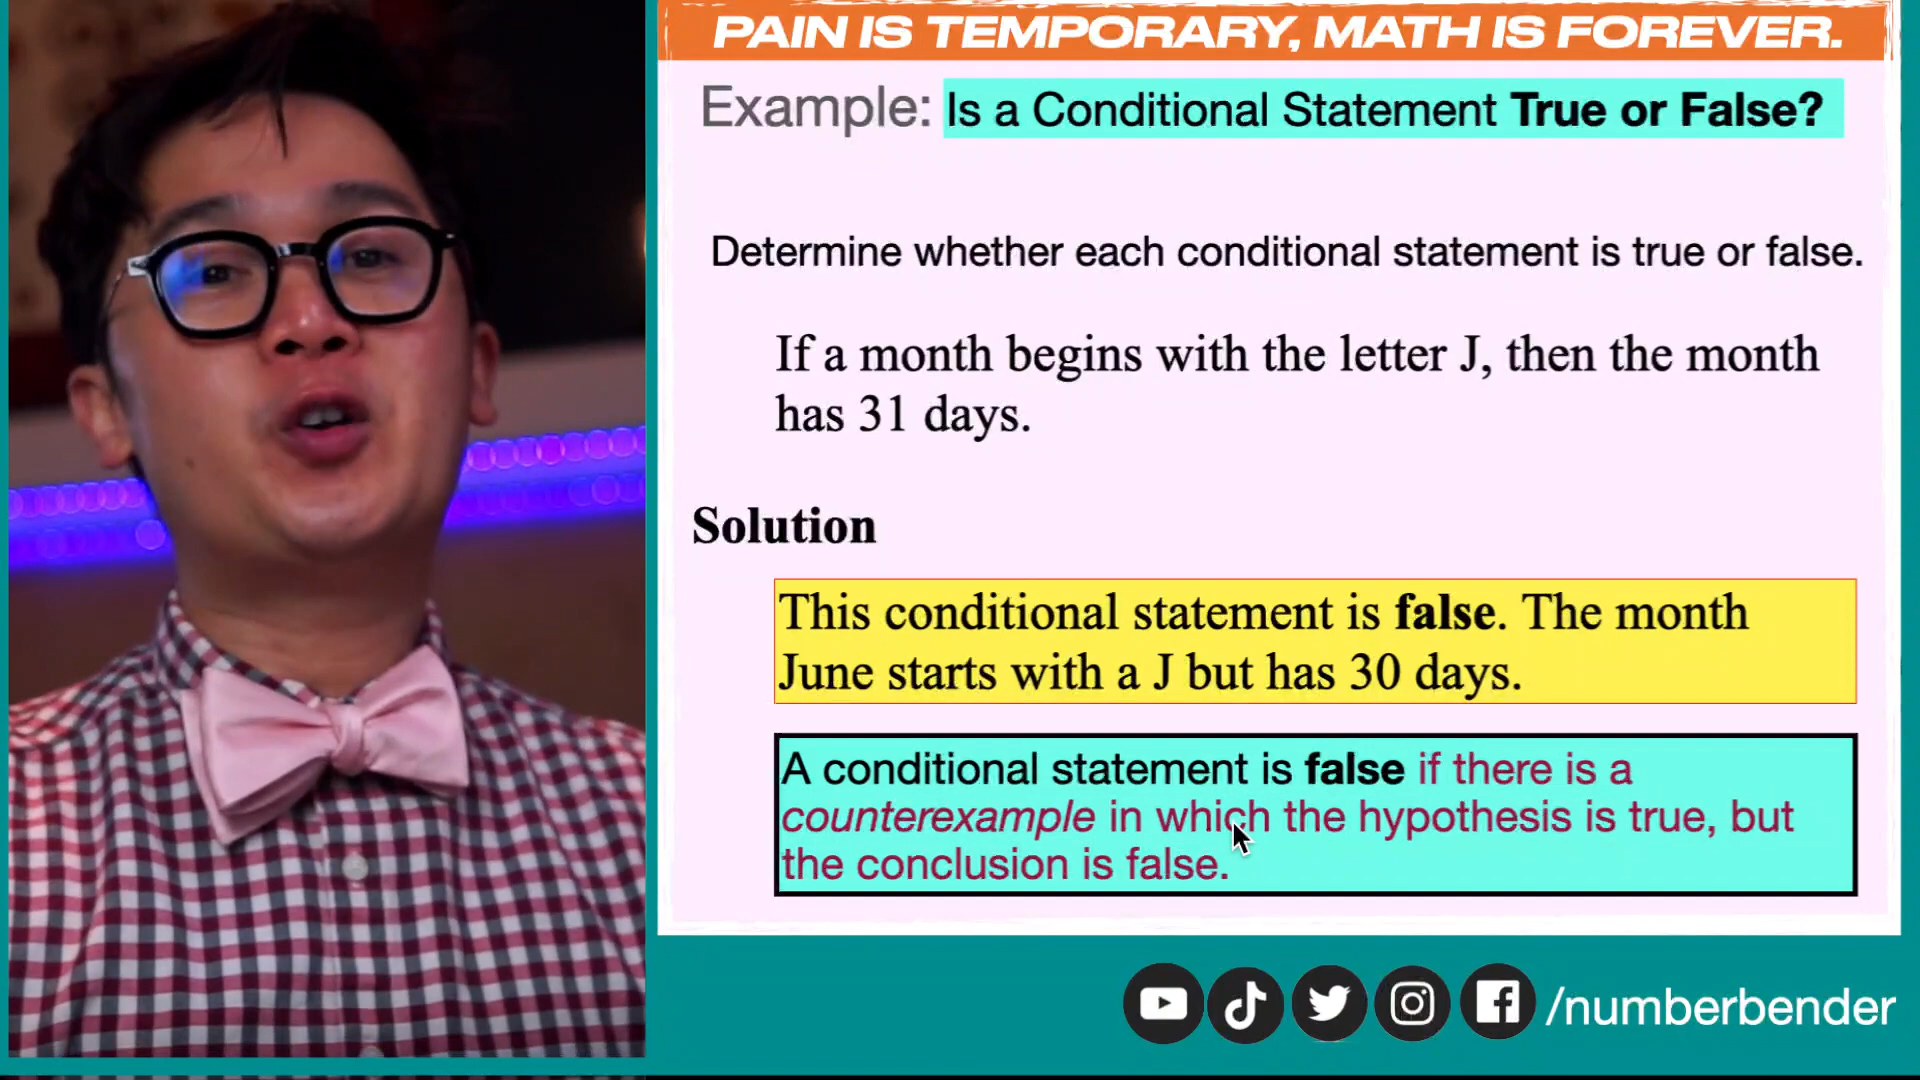 PAIN IS TEMPORARY, MATH IS FOREVER.
Example: Is a Conditional Statement True or False?
Determine whether each conditional statement is true or false.
If a month begins with the letter J, then the month
has 31 days.
Solution
This conditional statement is false. The month
June starts with a J but has 30 days.
A conditional statement is false if there is a
counterexample in which the hypothesis is true, but
the conclusion is false.
/numberbender